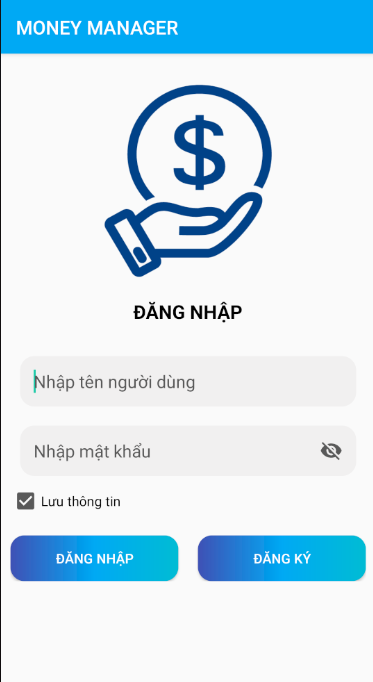 MONEY MANAGER
$
ĐĂNG NHẬP
Nhập tên người dùng
Nhập mật khẩu
Lưu thông tin
ĐĂNG NHẬP
ĐĂNG KÝ